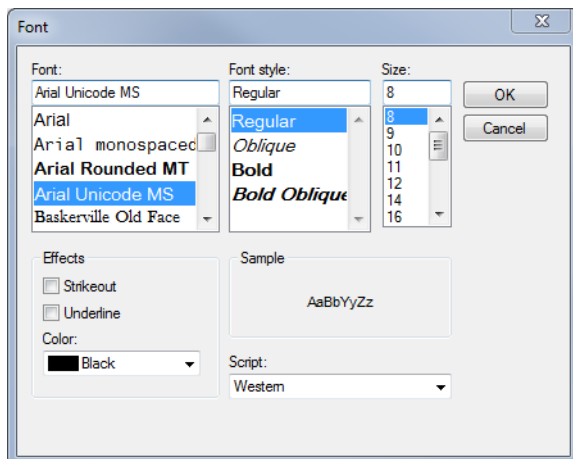 Font
Font:
Arial Unicode MS
Arial
Arial monospaced
Arial Rounded MT
Arial Unicode MS
Baskerville Old Face
Font style:
Regular
Regular
Oblique
Bold
Bold Oblique
Size:
8
8
9
10
11
12
14
16
OK
Cancel
Effects
Strikeout
Underline
Color:
Black
Sample
AaBbYyZz
Script:
Western